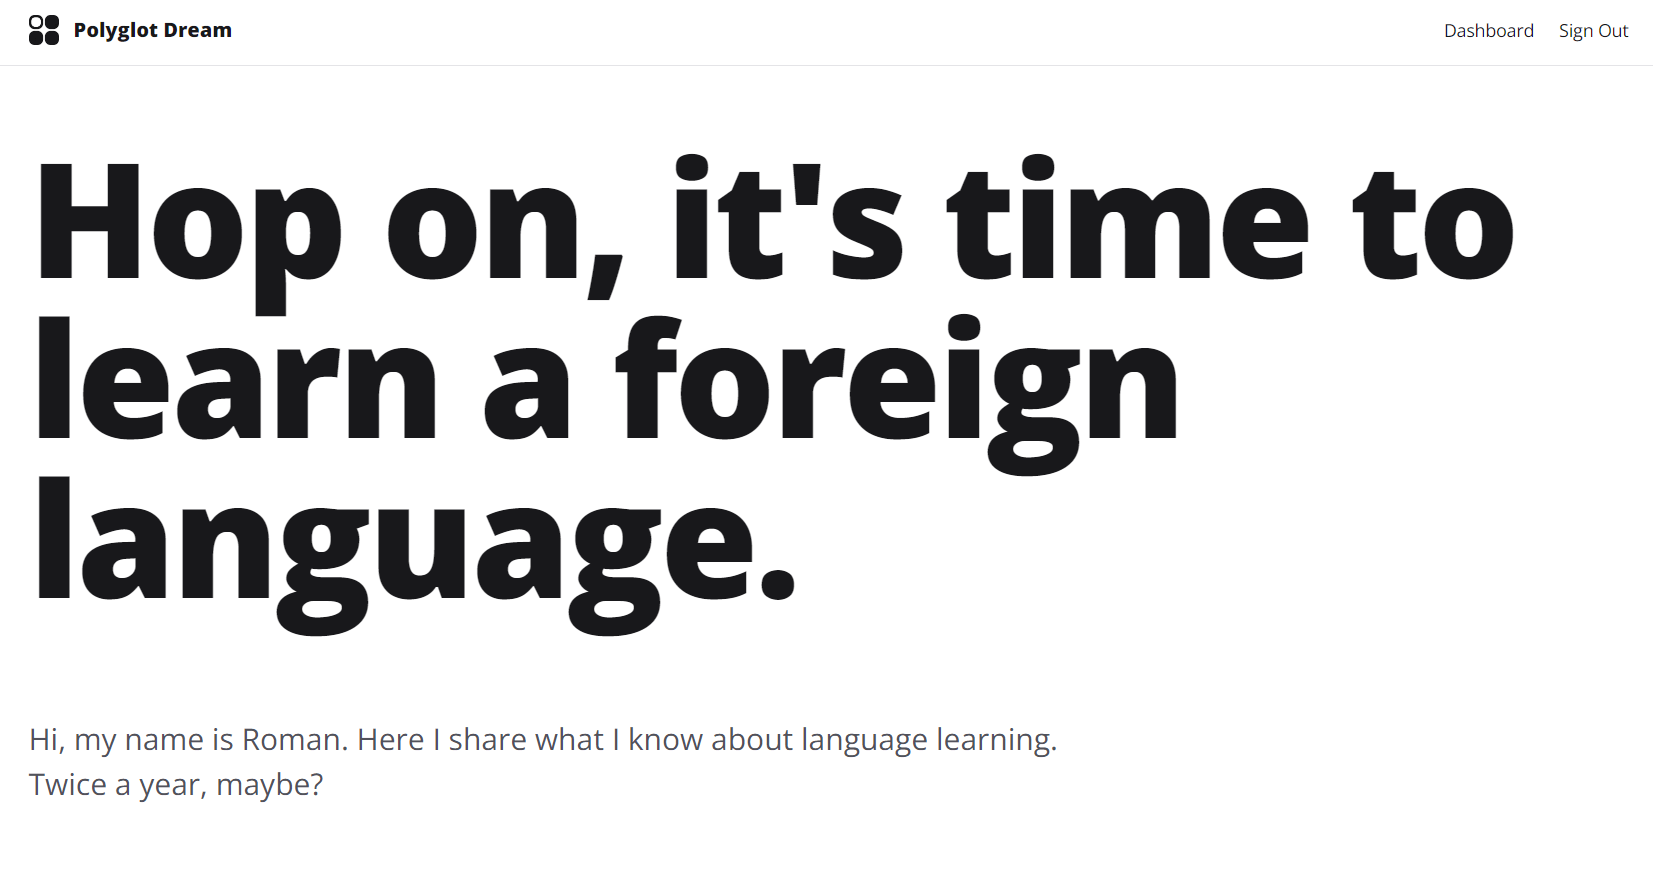 Polyglot Dream
Dashboard
Sign Out
Hop on, it's time to
learn a foreign
language.
Hi, my name is Roman. Here I share what I know about language learning.
Twice a year, maybe?